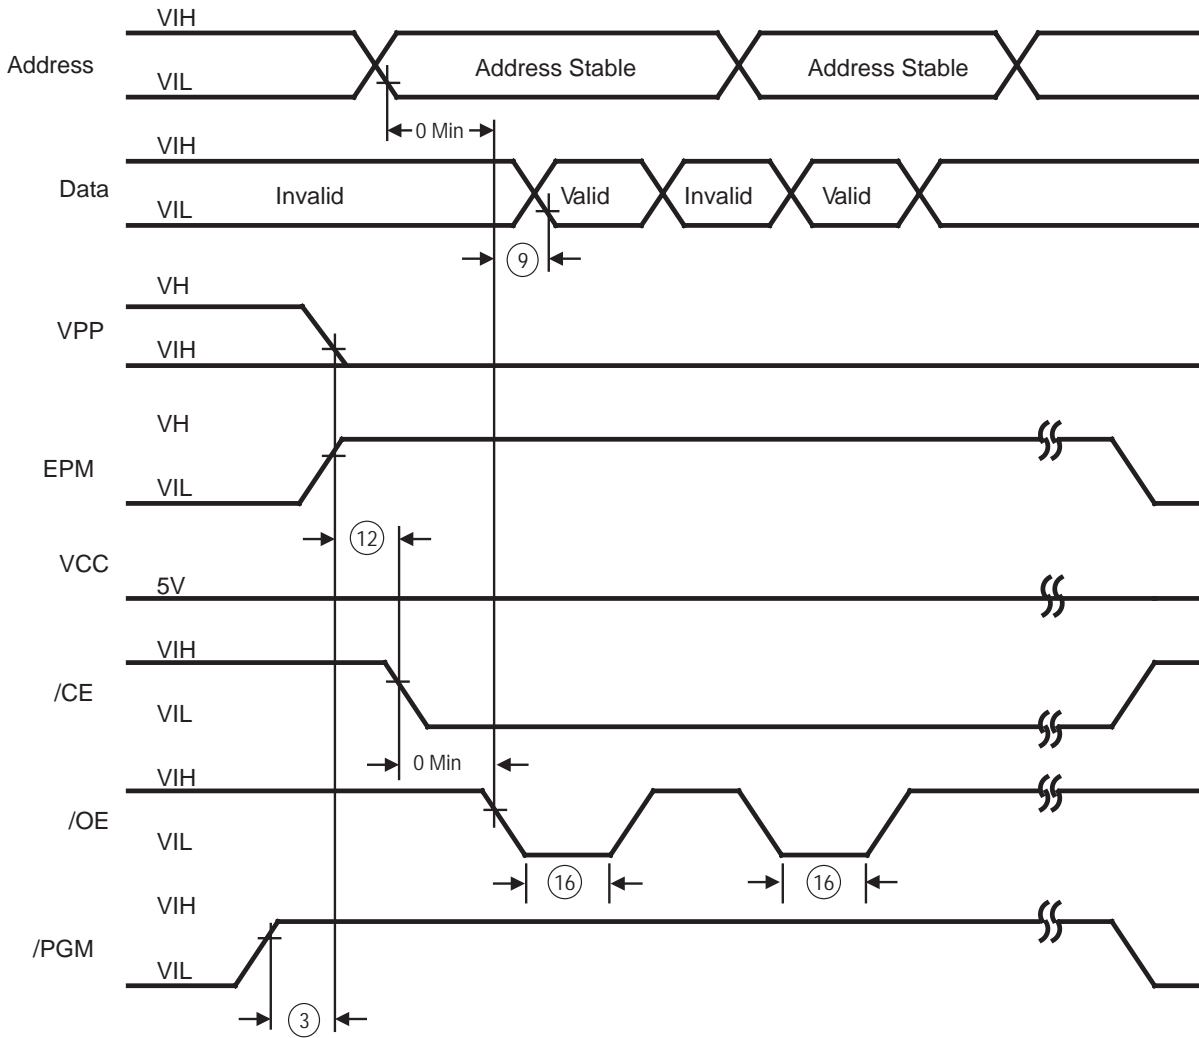 VIH
Address
VIL
Address Stable
Address Stable
0 Min
VIH
Data
Invalid
Valid
Invalid
Valid
VIL
9
VH
VPP
VIH
VH
EPM
VIL
12
VCC
5V
VIH
/CE
VIL
0 Min
VIH
/OE
VIL
16
16
VIH
/PGM
VIL
3